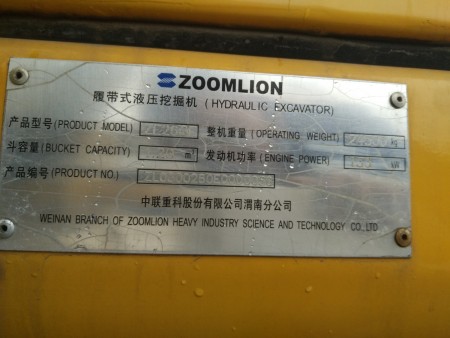 ZOOMLION
履带式液压挖掘机 (HYDRAULIC EXCAVATOR)
产品型号(PRODUCT MODEL) 整机重量(OPERATING WEIGHT) kg
斗容量(BUCKET CAPACITY) m³ 发动机功率(ENGINE POWER) kW
产品编号(PRODUCT NO.)
中联重科股份有限公司渭南分公司
WEINAN BRANCH OF ZOOMLION HEAVY INDUSTRY SCIENCE AND TECHNOLOGY CO.,LTD